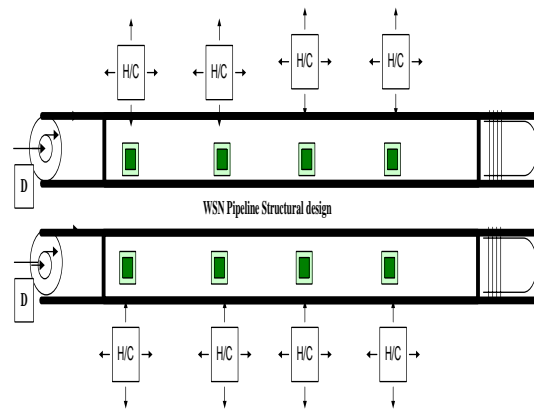 H/C H/C H/C H/C
D
WSN Pipeline Structural design
D
H/C H/C H/C H/C